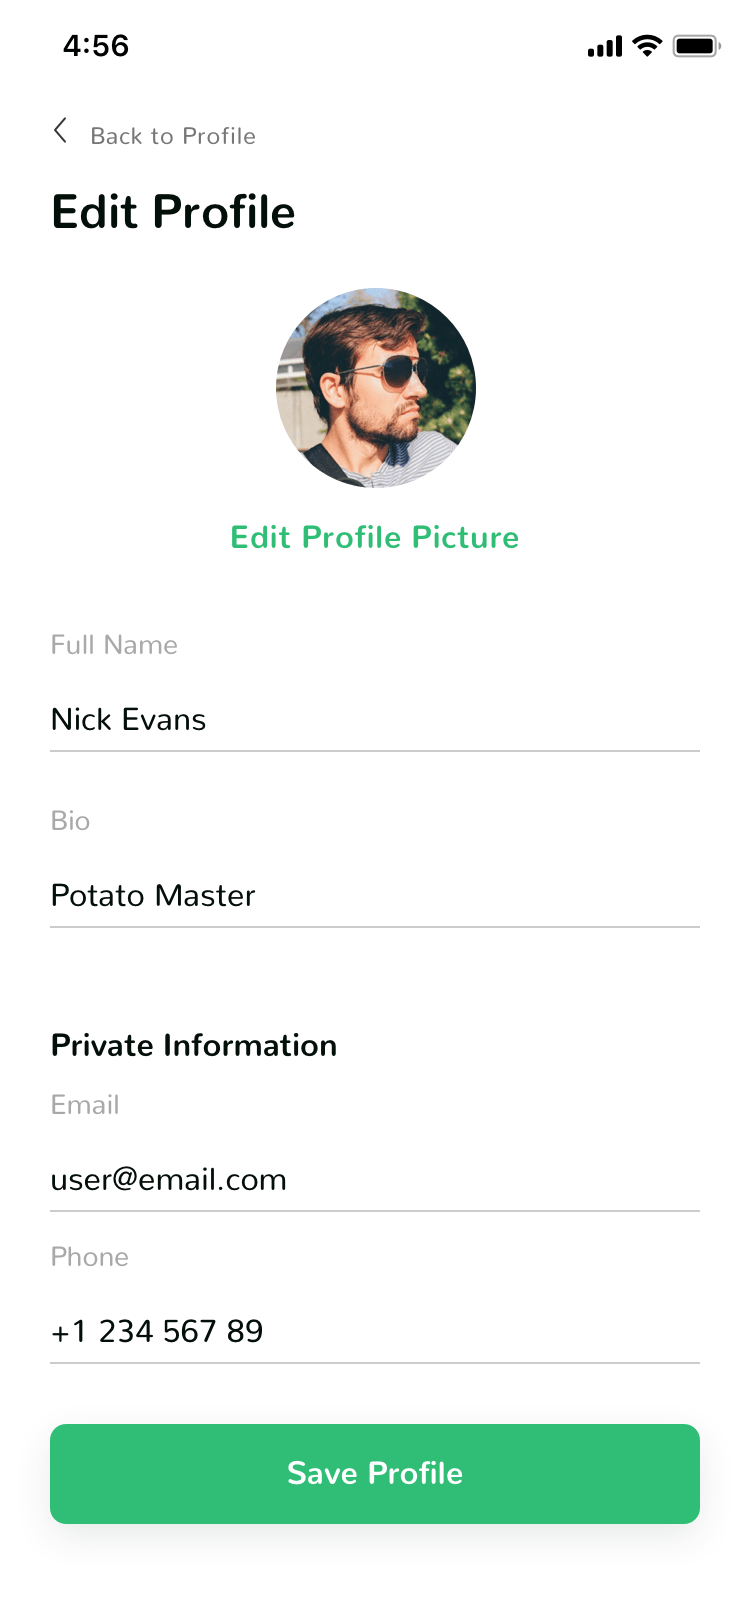 4:56
Back to Profile
Edit Profile
Edit Profile Picture
Full Name
Nick Evans
Bio
Potato Master
Private Information
Email
user@email.com
Phone
+1 234 567 89
Save Profile